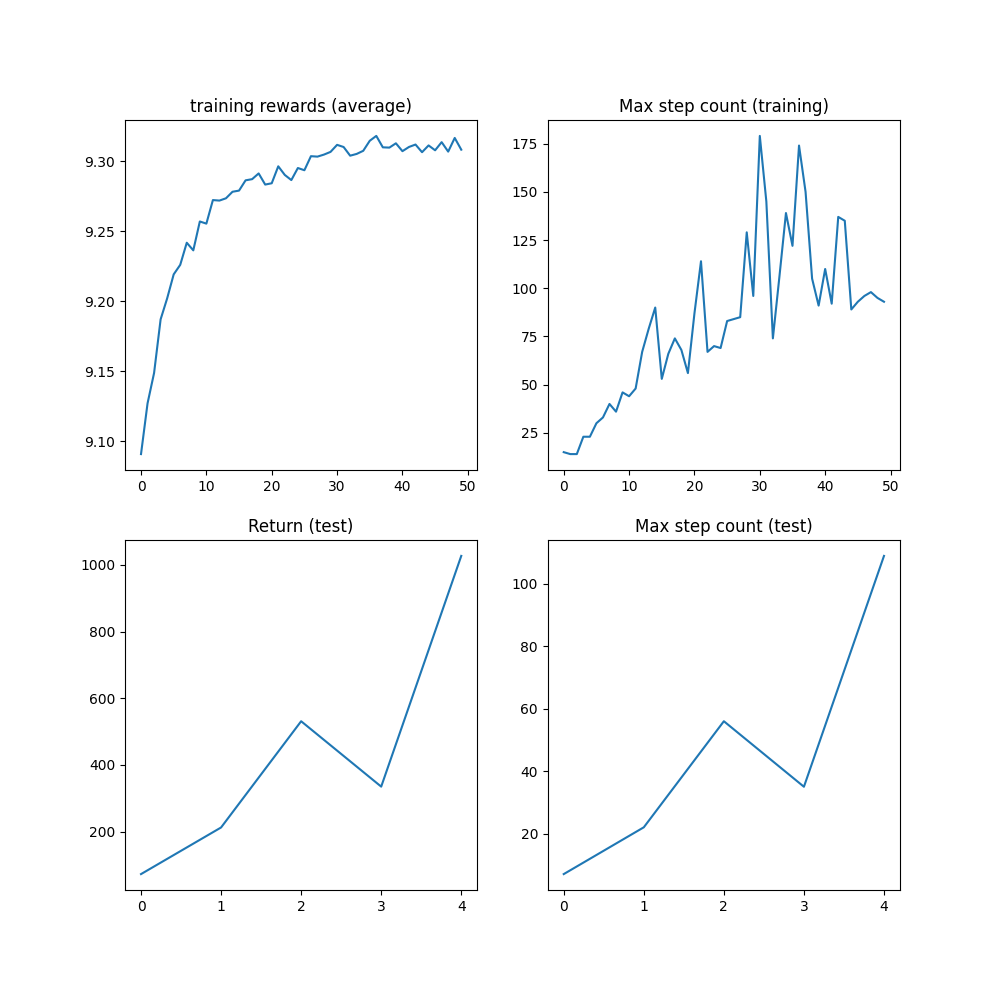 training rewards (average)
9.30
9.25
9.20
9.15
9.10
0 10 20 30 40 50
Max step count (training)
175
150
125
100
75
50
25
0 10 20 30 40 50
Return (test)
1000
800
600
400
200
0 1 2 3 4
Max step count (test)
100
80
60
40
20
0 1 2 3 4